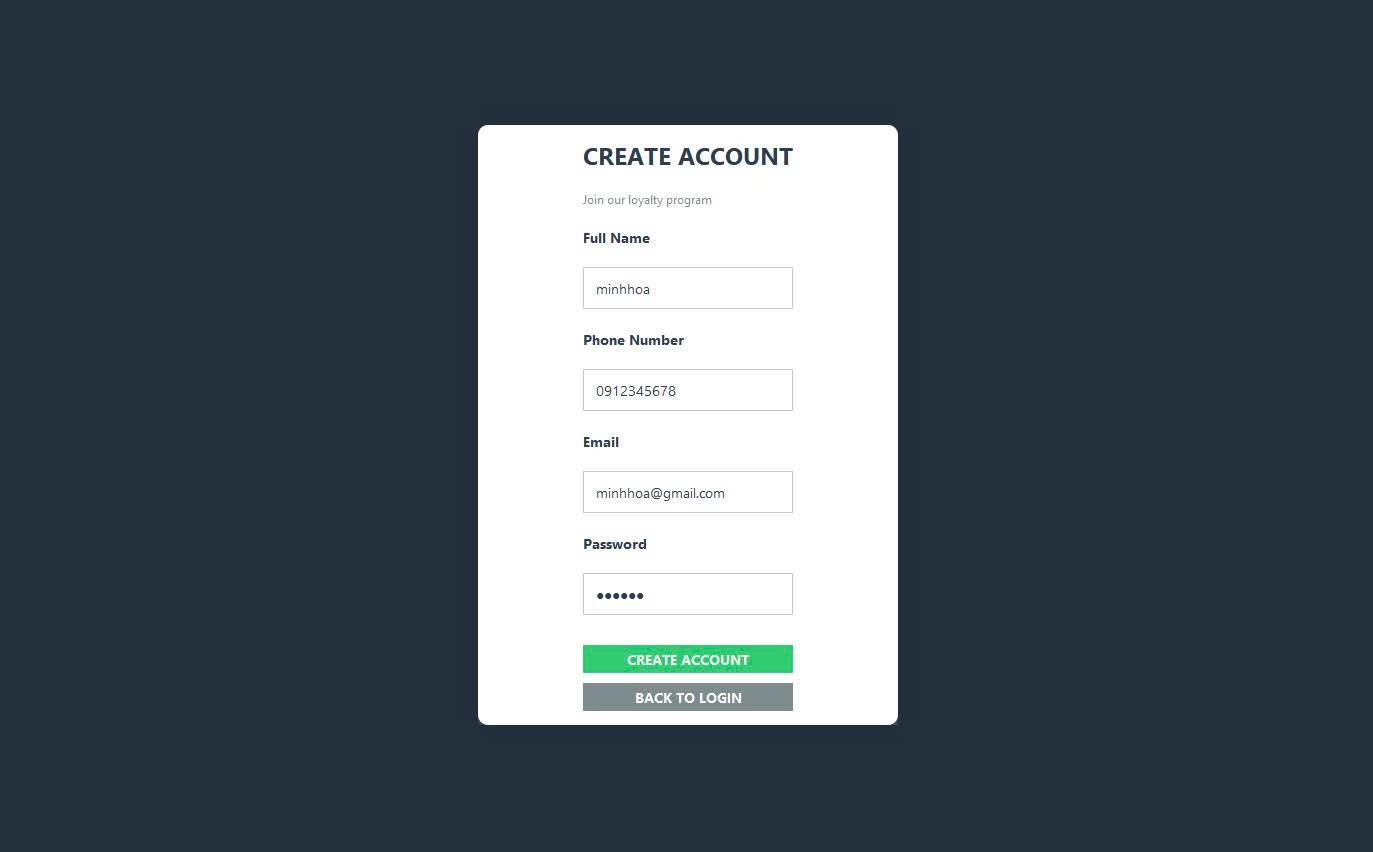 CREATE ACCOUNT
Join our loyalty program
Full Name
minhhoa
Phone Number
0912345678
Email
minhhoa@gmail.com
Password
●●●●●●
CREATE ACCOUNT
BACK TO LOGIN